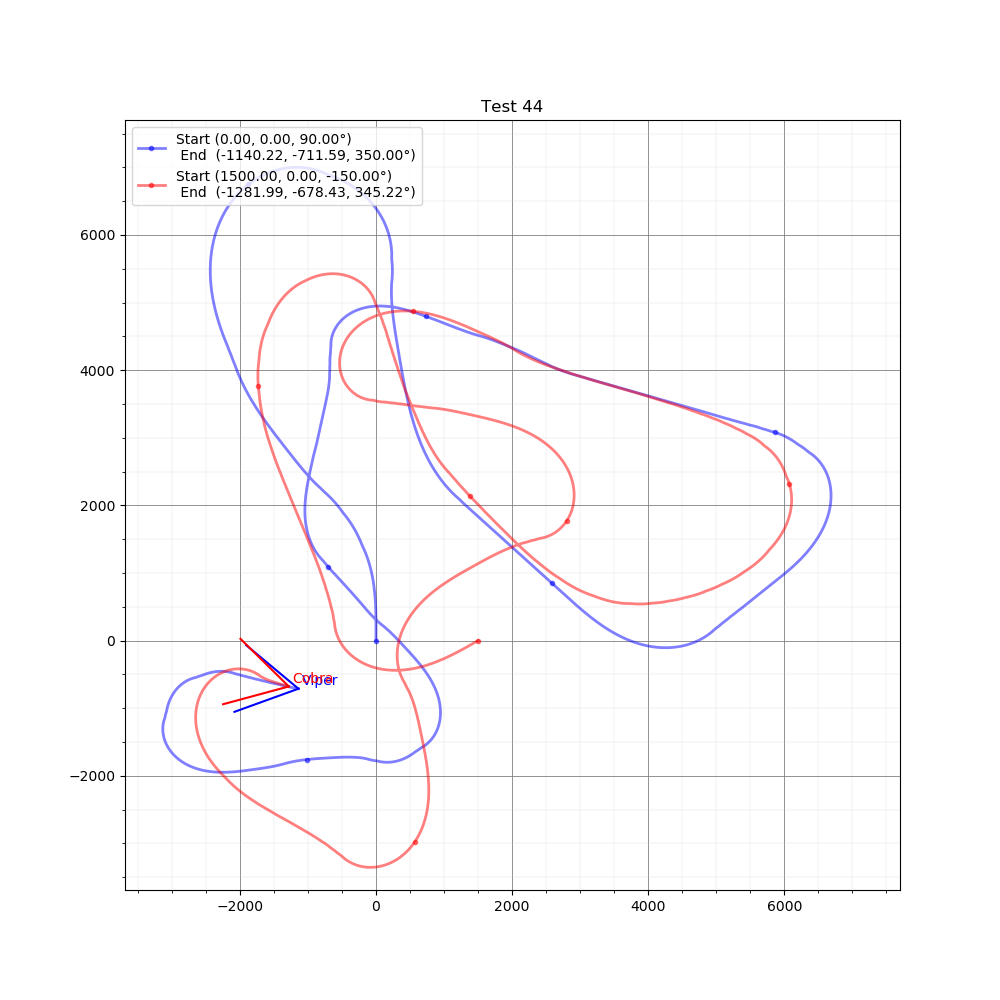 Test 44
Start (0.00, 0.00, 90.00°)
End (-1140.22, -711.59, 350.00°)
Start (1500.00, 0.00, -150.00°)
End (-1281.99, -678.43, 345.22°)
6000
4000
2000
0
−2000
Cobra
Viper
−2000
0
2000
4000
6000